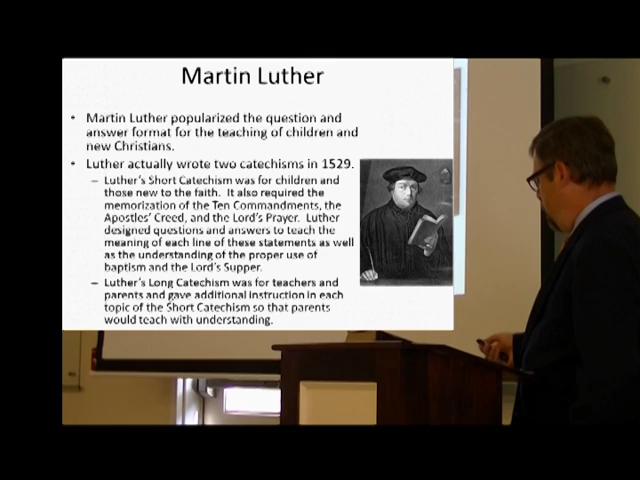 Martin Luther
• Martin Luther popularized the question and
answer format for the teaching of children and
new Christians.
• Luther actually wrote two catechisms in 1529.
– Luther's Short Catechism was for children and
those new to the faith. It also required the
memorization of the Ten Commandments, the
Apostles' Creed, and the Lord's Prayer. Luther
designed questions and answers to teach the
meaning of each line of these statements as well
as the understanding of the proper use of
baptism and the Lord's Supper.
– Luther's Long Catechism was for teachers and
parents and gave additional instruction in each
topic of the Short Catechism so that parents
would teach with understanding.